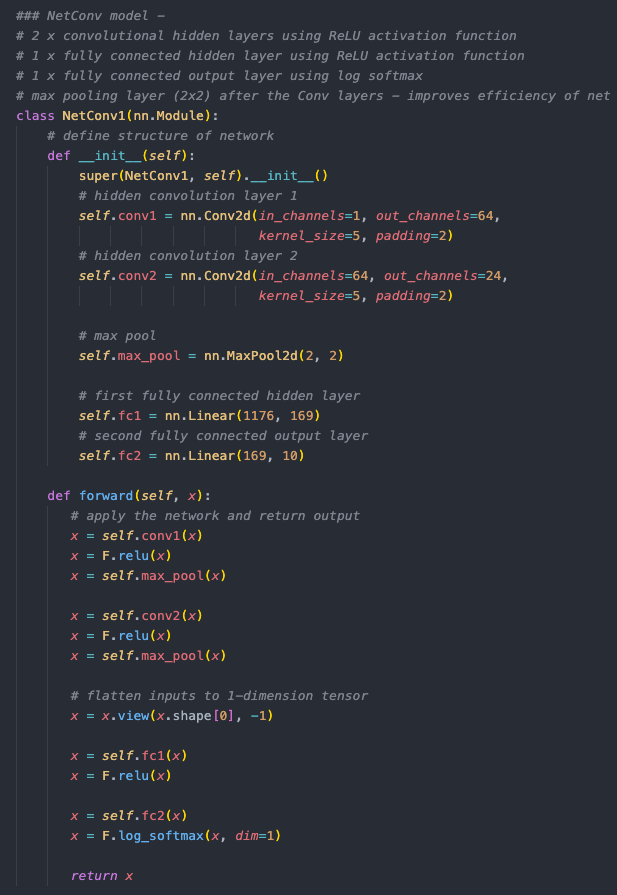 ### NetConv model -
# 2 x convolutional hidden layers using ReLU activation function
# 1 x fully connected hidden layer using ReLU activation function
# 1 x fully connected output layer using log softmax
# max pooling layer (2x2) after the Conv layers - improves efficiency of net
class NetConv1(nn.Module):
    # define structure of network
    def __init__(self):
        super(NetConv1, self).__init__()
        # hidden convolution layer 1
        self.conv1 = nn.Conv2d(in_channels=1, out_channels=64,
                               kernel_size=5, padding=2)
        # hidden convolution layer 2
        self.conv2 = nn.Conv2d(in_channels=64, out_channels=24,
                               kernel_size=5, padding=2)

        # max pool
        self.max_pool = nn.MaxPool2d(2, 2)

        # first fully connected hidden layer
        self.fc1 = nn.Linear(1176, 169)
        # second fully connected output layer
        self.fc2 = nn.Linear(169, 10)

    def forward(self, x):
       # apply the network and return output
       x = self.conv1(x)
       x = F.relu(x)
       x = self.max_pool(x)

       x = self.conv2(x)
       x = F.relu(x)
       x = self.max_pool(x)

       # flatten inputs to 1-dimension tensor
       x = x.view(x.shape[0], -1)

       x = self.fc1(x)
       x = F.relu(x)

       x = self.fc2(x)
       x = F.log_softmax(x, dim=1)

       return x